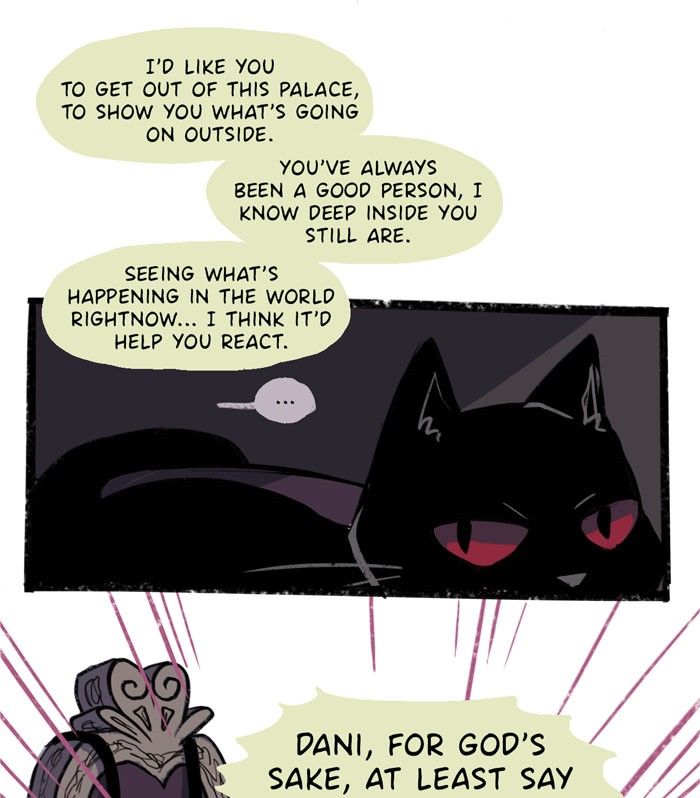 I'D LIKE YOU
TO GET OUT OF THIS PALACE,
TO SHOW YOU WHAT'S GOING
ON OUTSIDE.
YOU'VE ALWAYS
BEEN A GOOD PERSON, I
KNOW DEEP INSIDE YOU
STILL ARE.
SEEING WHAT'S
HAPPENING IN THE WORLD
RIGHTNOW... I THINK IT'D
HELP YOU REACT.
...
DANI, FOR GOD'S
SAKE, AT LEAST SAY